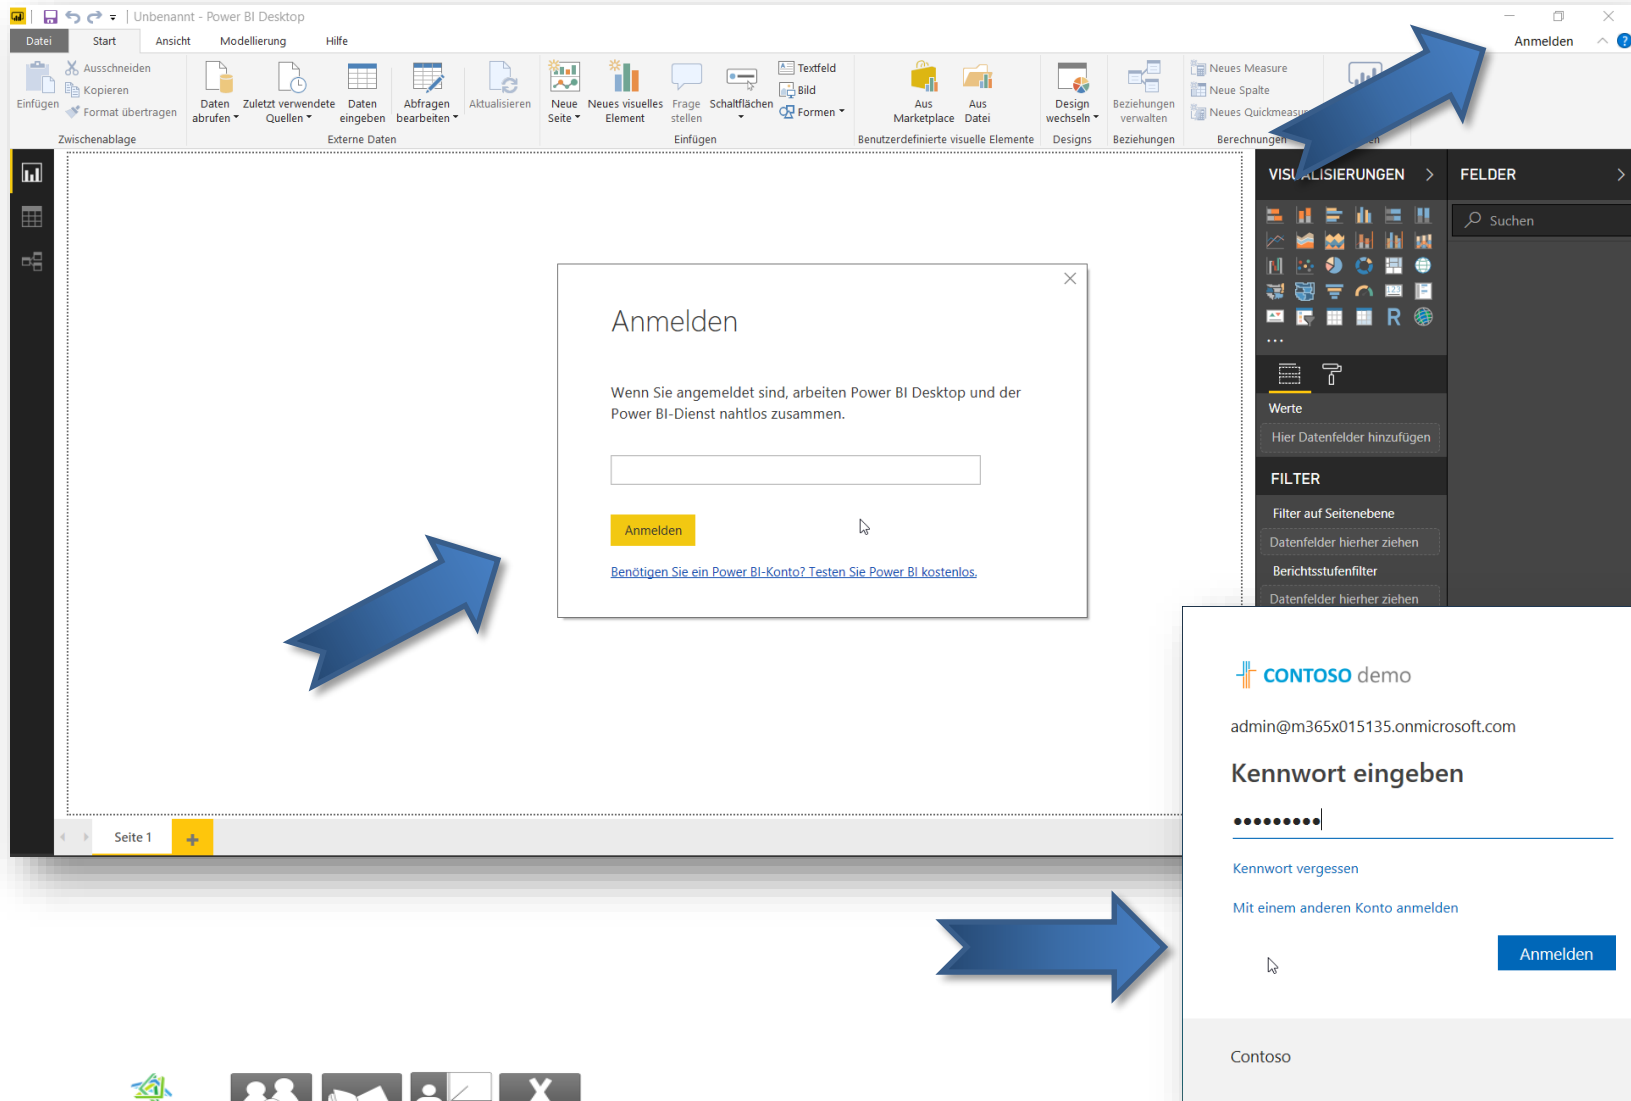 Unbenannt - Power BI Desktop
Datei Start Ansicht Modellierung Hilfe Anmelden
Einfügen
Ausschneiden
Kopieren
Format übertragen
Zwischenablage
Daten abrufen
Zuletzt verwendete Quellen
Daten eingeben
Abfragen bearbeiten
Aktualisieren
Externe Daten
Neue Seite
Neues visuelles Element
Frage stellen
Schaltflächen
Textfeld
Bild
Formen
Einfügen
Aus Marketplace
Aus Datei
Benutzerdefinierte visuelle Elemente
Design wechseln
Designs
Beziehungen verwalten
Beziehungen
Neues Measure
Neue Spalte
Neues Quickmeasure
Berechnungen
VISUALISIERUNGEN
FELDER
Suchen
R
Werte
Hier Datenfelder hinzufügen
FILTER
Filter auf Seitenebene
Datenfelder hierher ziehen
Berichtsstufenfilter
Datenfelder hierher ziehen
Anmelden
Wenn Sie angemeldet sind, arbeiten Power BI Desktop und der
Power BI-Dienst nahtlos zusammen.
Anmelden
Benötigen Sie ein Power BI-Konto? Testen Sie Power BI kostenlos.
Seite 1
CONTOSO demo
admin@m365x015135.onmicrosoft.com
Kennwort eingeben
Kennwort vergessen
Mit einem anderen Konto anmelden
Anmelden
Contoso